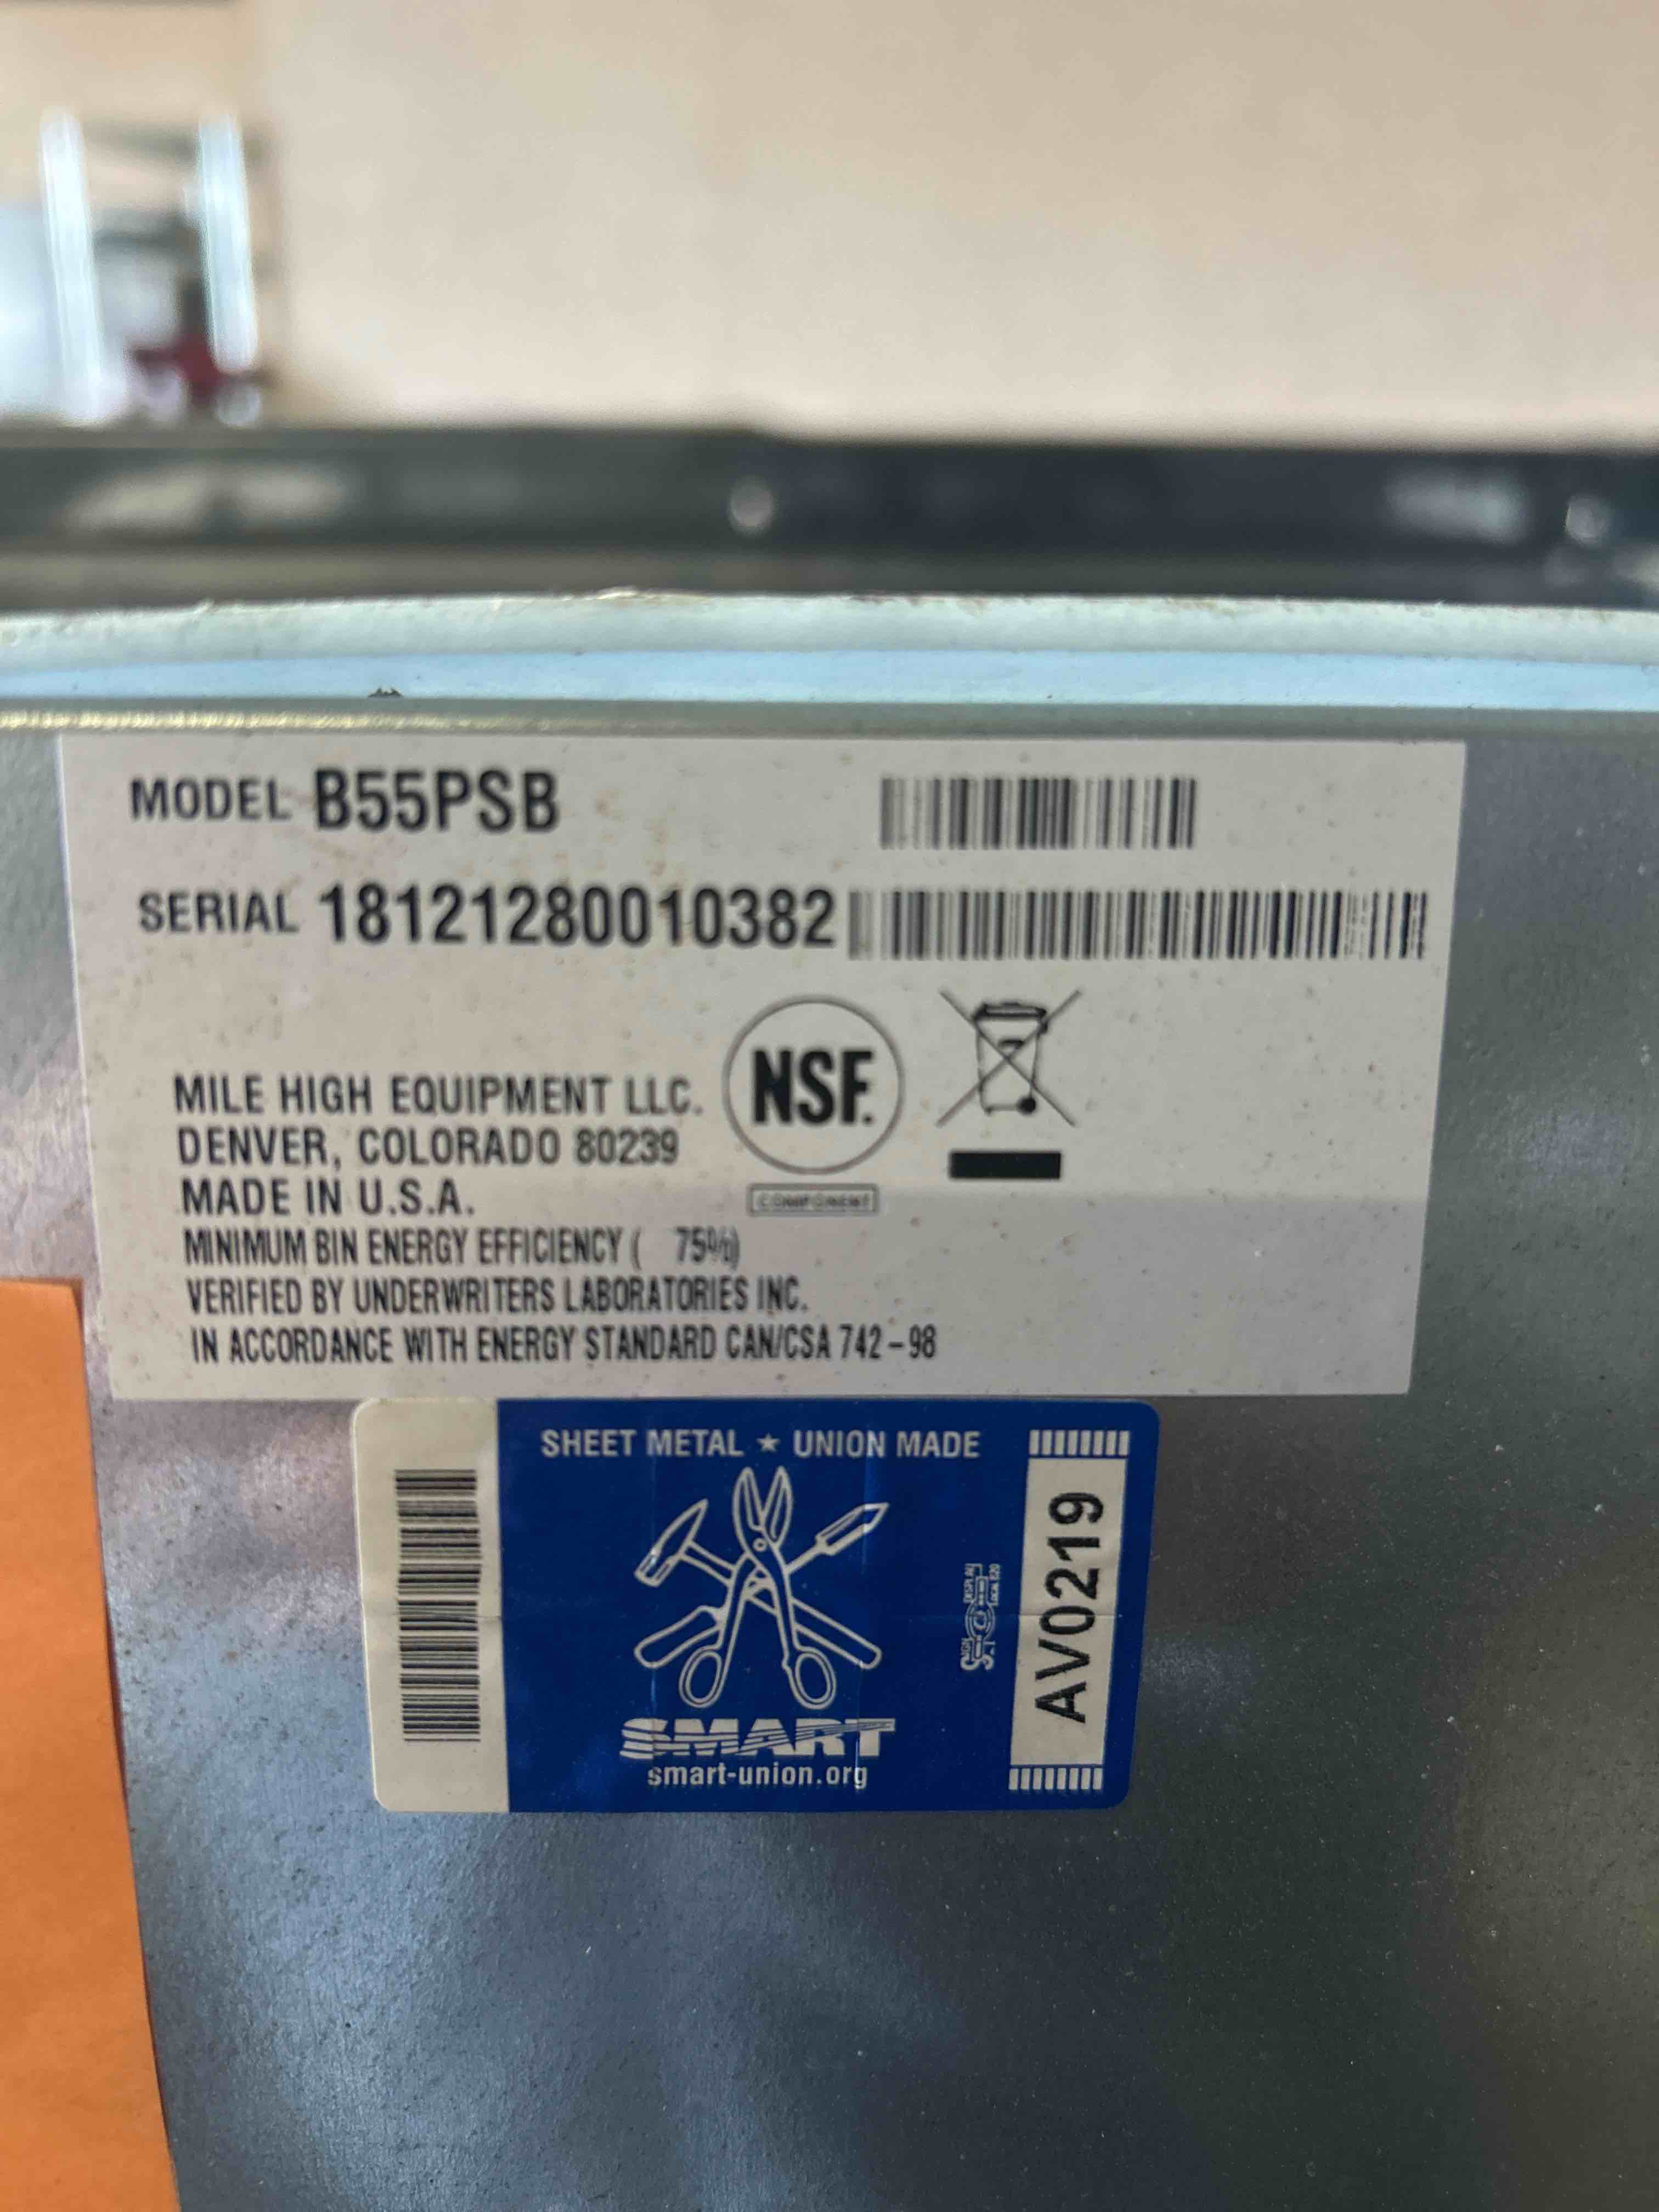 MODEL B55PSB
SERIAL 18121280010382
NSF.
COMPONENT
MILE HIGH EQUIPMENT LLC.
DENVER, COLORADO 80239
MADE IN U.S.A.
MINIMUM BIN ENERGY EFFICIENCY ( 75%)
VERIFIED BY UNDERWRITERS LABORATORIES INC.
IN ACCORDANCE WITH ENERGY STANDARD CAN/CSA 742-98
SHEET METAL ★ UNION MADE
SMART
smart-union.org
AV0219